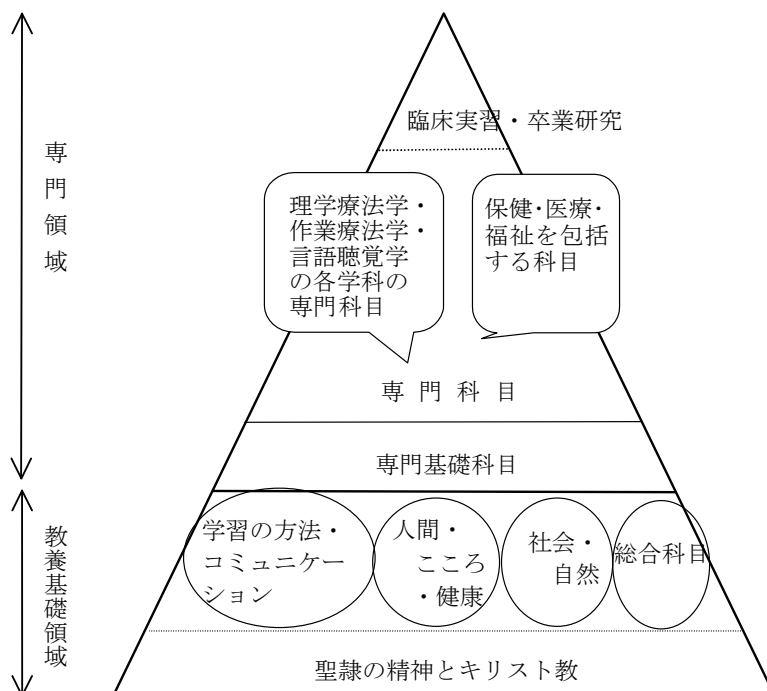 臨床実習・卒業研究
専門領域
理学療法学・
作業療法学・
言語聴覚学
の各学科の
専門科目
保健・医療・
福祉を包括
する科目
専門科目
専門基礎科目
教養基礎領域
学習の方法・
コミュニケー
ション
人間・
こころ
・健康
社会・
自然
総合科目
聖隷の精神とキリスト教